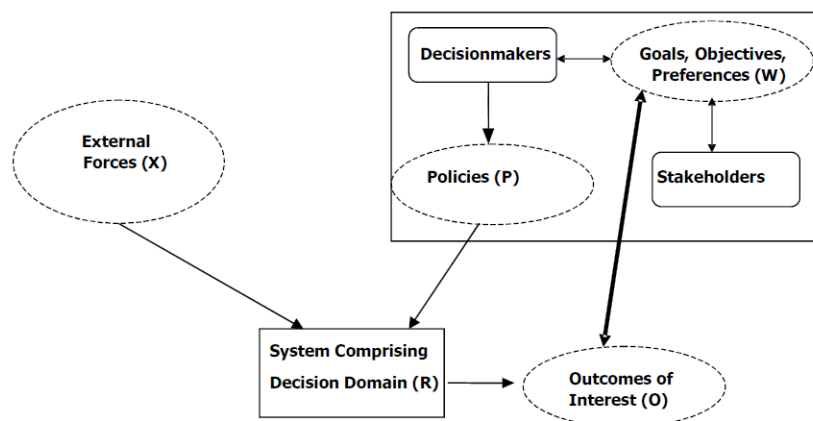 Decisionmakers
Goals, Objectives,
Preferences (W)
External
Forces (X)
Policies (P)
Stakeholders
System Comprising
Decision Domain (R)
Outcomes of
Interest (O)